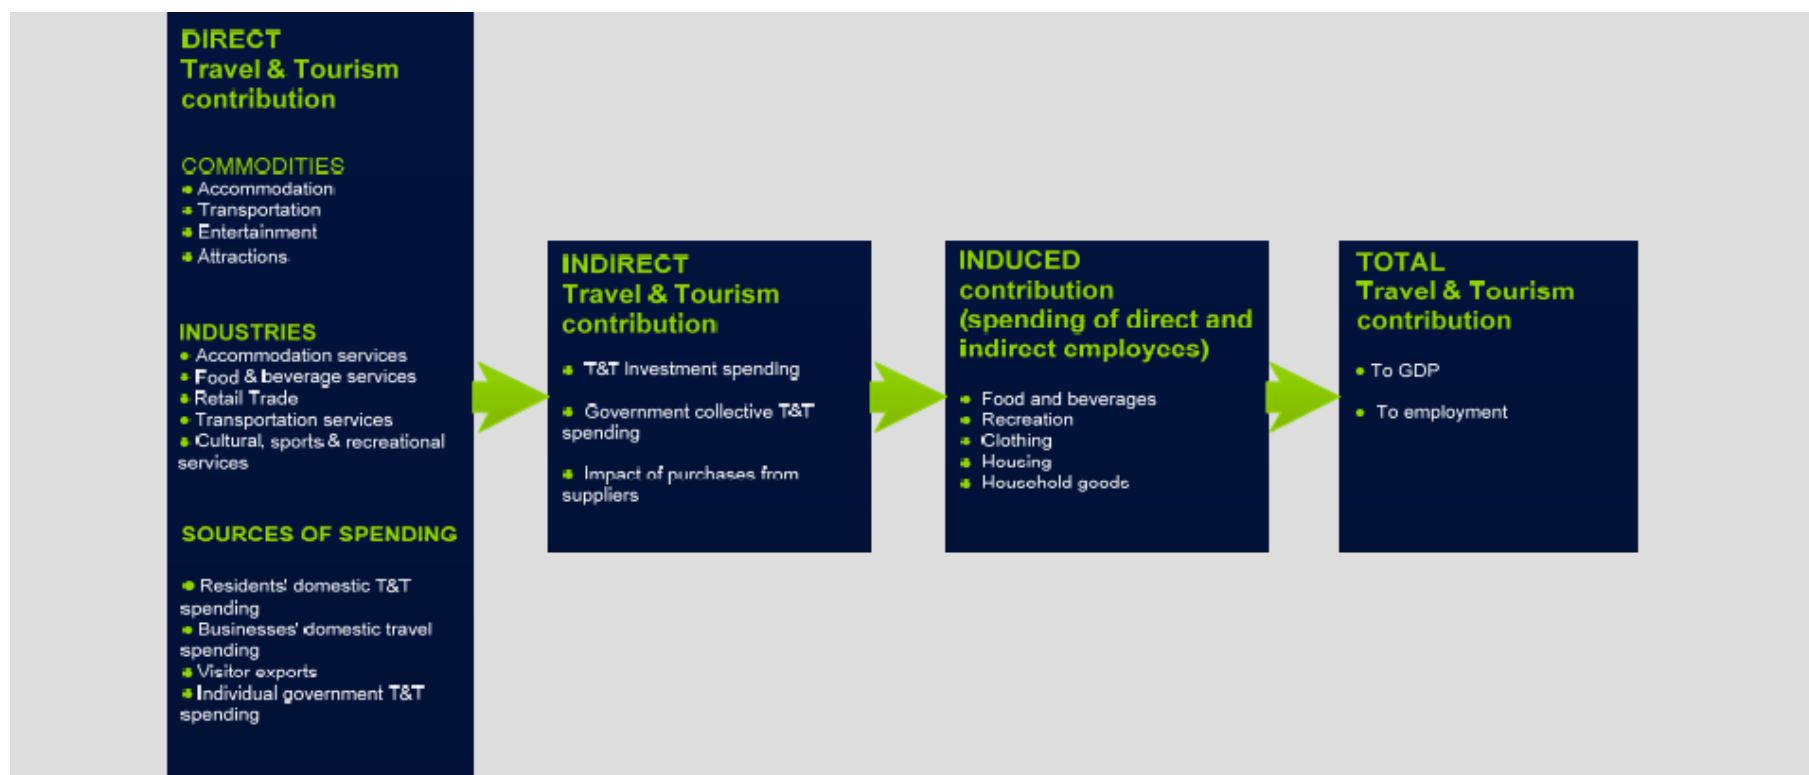 DIRECT
Travel & Tourism
contribution
COMMODITIES
Accommodation
Transportation
Entertainment
Attractions
INDUSTRIES
Accommodation services
Food & beverage services
Retail Trade
Transportation services
Cultural, sports & recreational
services
SOURCES OF SPENDING
Residents' domestic T&T
spending
Businesses' domestic travel
spending
Visitor exports
Individual government T&T
spending
INDIRECT
Travel & Tourism
contribution
T&T Investment spending
Government collective T&T
spending
Impact of purchases from
suppliers
INDUCED
contribution
(spending of direct and
indirect employees)
Food and beverages
Recreation
Clothing
Housing
Household goods
TOTAL
Travel & Tourism
contribution
To GDP
To employment